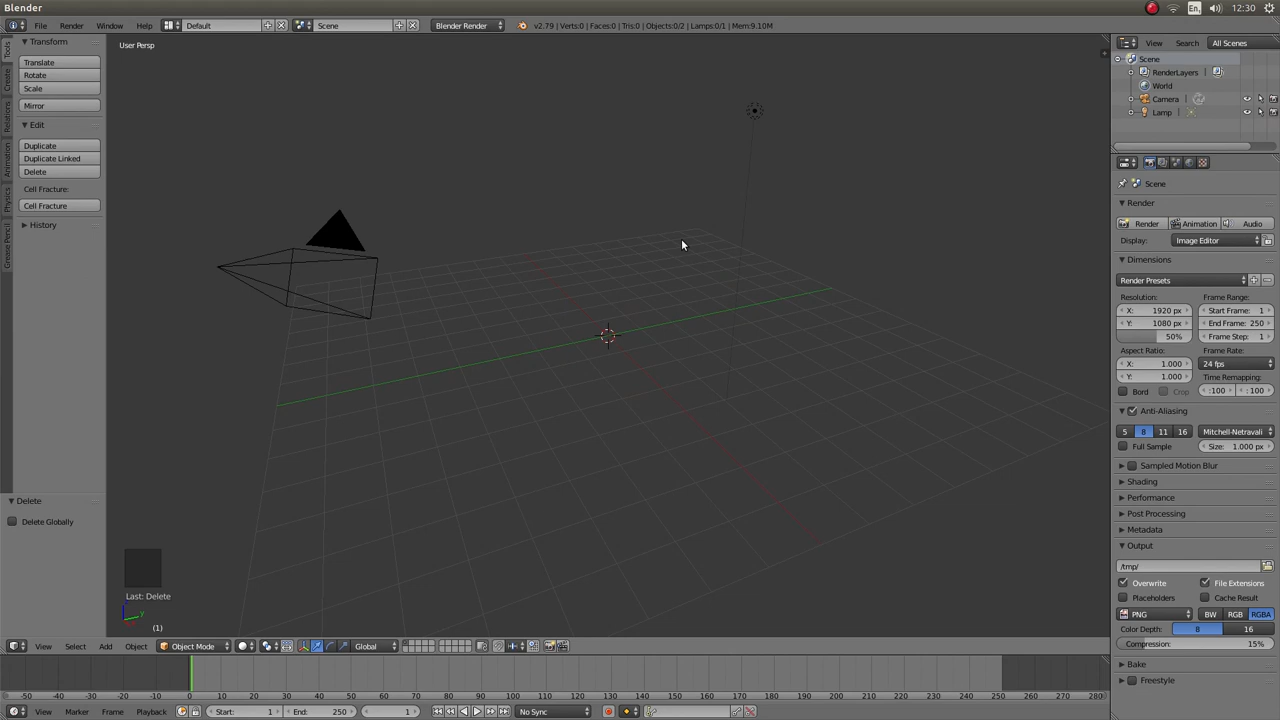 Blender
En
12:30
File
Render
Window
Help
Default
Scene
Blender Render
v2.79 | Verts:0 | Faces:0 | Tris:0 | Objects:0/2 | Lamps:0/1 | Mem:9.10M
View
Search
All Scenes
Tools
Create
Relations
Animation
Physics
Grease Pencil
Transform
Translate
Rotate
Scale
Mirror
Edit
Duplicate
Duplicate Linked
Delete
Cell Fracture:
Cell Fracture
History
Delete
Delete Globally
User Persp
Last: Delete
y
(1)
Scene
RenderLayers
World
Camera
Lamp
Scene
Render
Render
Animation
Audio
Display:
Image Editor
Dimensions
Render Presets
Resolution:
Frame Range:
X: 1920 px
Start Frame: 1
Y: 1080 px
End Frame: 250
50%
Frame Step: 1
Aspect Ratio:
Frame Rate:
X: 1.000
24 fps
Y: 1.000
Time Remapping:
Bord
Crop
:100
: 100
Anti-Aliasing
5
8
11
16
Mitchell-Netravali
Full Sample
Size: 1.000 px
Sampled Motion Blur
Shading
Performance
Post Processing
Metadata
Output
/tmp/
Overwrite
File Extensions
Placeholders
Cache Result
PNG
BW
RGB
RGBA
Color Depth:
8
16
Compression:
15%
Bake
Freestyle
View
Select
Add
Object
Object Mode
Global
-50 -40 -30 -20 -10 0 10 20 30 40 50 60 70 80 90 100 110 120 130 140 150 160 170 180 190 200 210 220 230 240 250 260 270 280
View
Marker
Frame
Playback
Start: 1
End: 250
1
No Sync